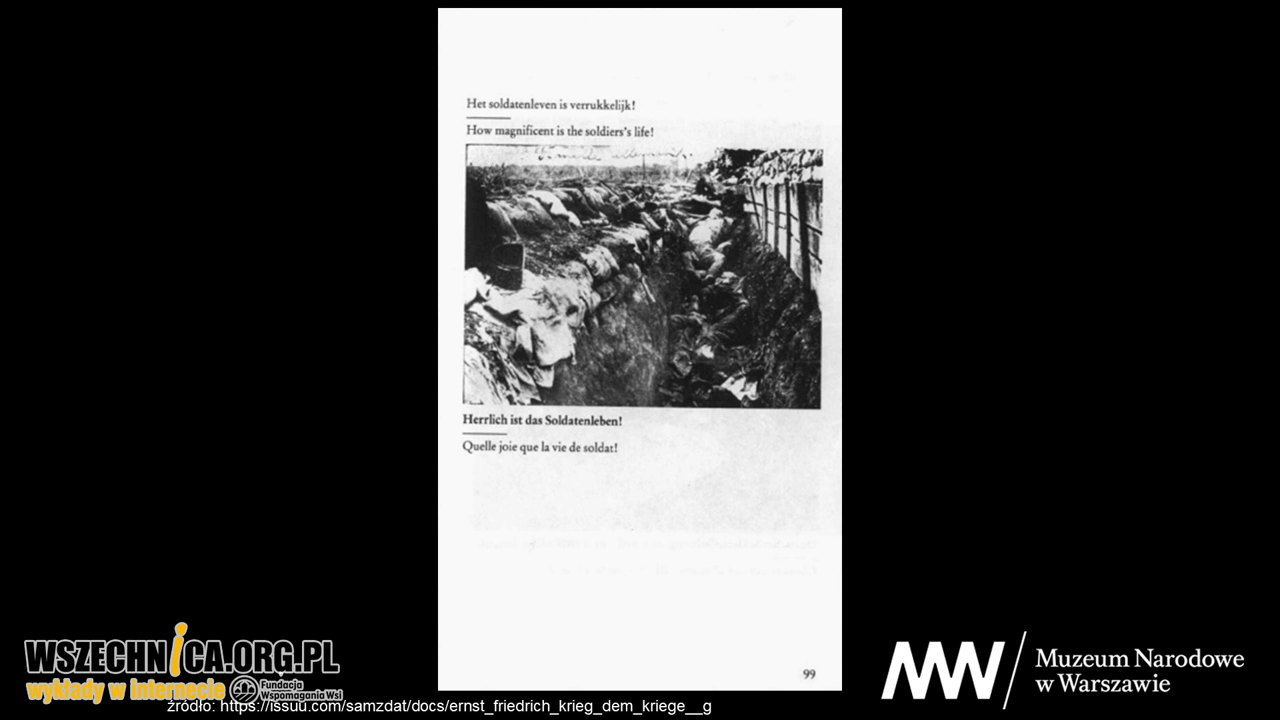 Het soldatenleven is verrukkelijk!
How magnificent is the soldiers's life!
Herrlich ist das Soldatenleben!
Quelle joie que la vie de soldat!
99
WSZECHNICA.ORG.PL
wykłady w internecie
Fundacja
Wspomagania Wsi
źródło: https://issuu.com/samzdat/docs/ernst_friedrich_krieg_dem_kriege__g
Muzeum Narodowe
w Warszawie